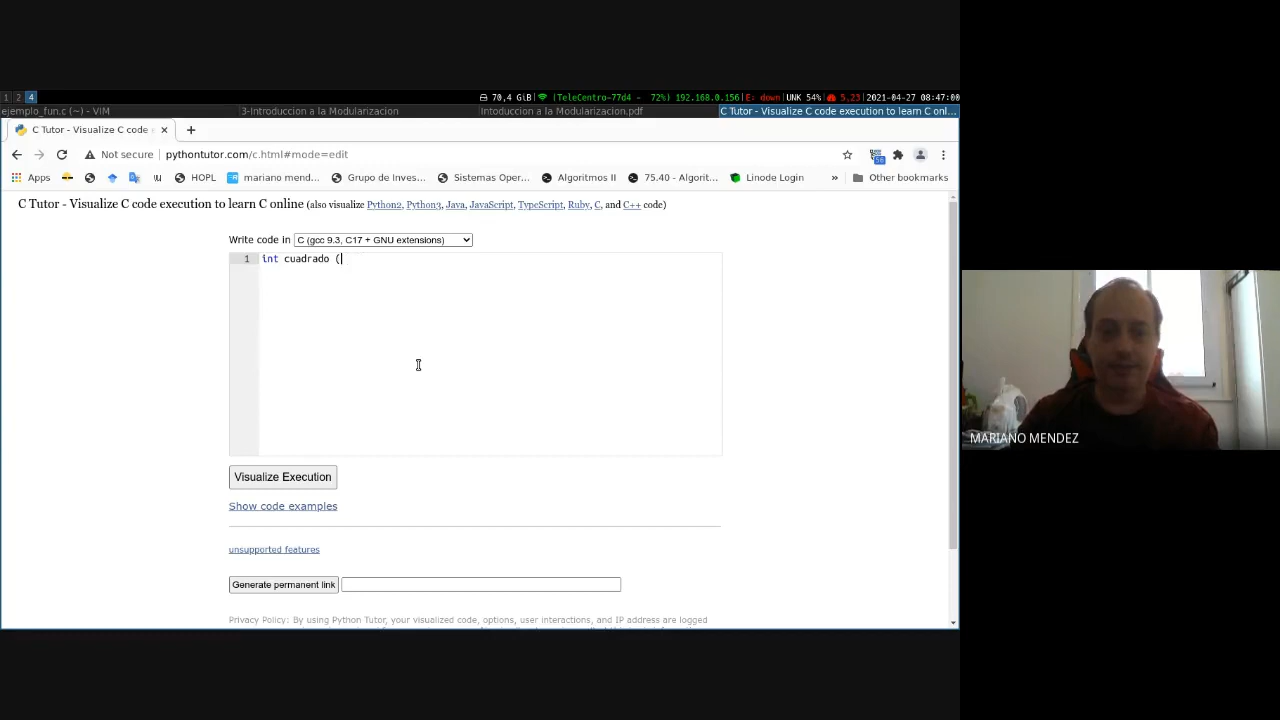 1 2 4 70,4 GiB (TeleCentro-77d4 - 72%) 192.168.0.156 E: down UNK 54% 5,23 2021-04-27 08:47:00
ejemplo_fun.c (~) - VIM 3-Introduccion a la Modularizacion Intoduccion a la Modularizacion.pdf C Tutor - Visualize C code execution to learn C onl...
C Tutor - Visualize C code
Not secure pythontutor.com/c.html#mode=edit
Apps HOPL mariano mend... Grupo de Inves... Sistemas Oper... Algoritmos II 75.40 - Algorit... Linode Login » Other bookmarks
C Tutor - Visualize C code execution to learn C online (also visualize Python2, Python3, Java, JavaScript, TypeScript, Ruby, C, and C++ code)
Write code in C (gcc 9.3, C17 + GNU extensions)
1 int cuadrado (
Visualize Execution
Show code examples
unsupported features
Generate permanent link
Privacy Policy: By using Python Tutor, your visualized code, options, user interactions, and IP address are logged
MARIANO MENDEZ